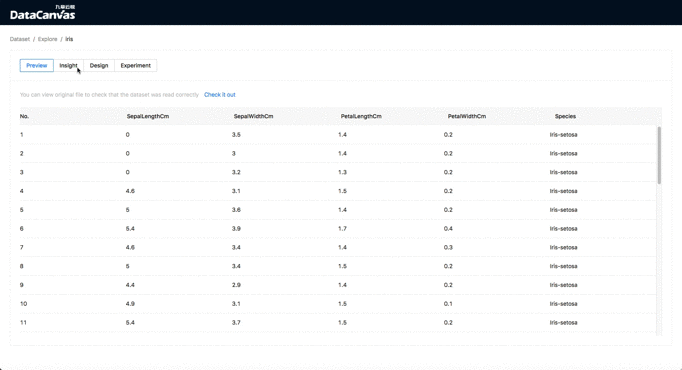 九章云极
DataCanvas
Dataset / Explore / iris
Preview Insight Design Experiment
You can view original file to check that the dataset was read correctly. Check it out
No. SepalLengthCm SepalWidthCm PetalLengthCm PetalWidthCm Species
1 0 3.5 1.4 0.2 Iris-setosa
2 0 3 1.4 0.2 Iris-setosa
3 0 3.2 1.3 0.2 Iris-setosa
4 4.6 3.1 1.5 0.2 Iris-setosa
5 5 3.6 1.4 0.2 Iris-setosa
6 5.4 3.9 1.7 0.4 Iris-setosa
7 4.6 3.4 1.4 0.3 Iris-setosa
8 5 3.4 1.5 0.2 Iris-setosa
9 4.4 2.9 1.4 0.2 Iris-setosa
10 4.9 3.1 1.5 0.1 Iris-setosa
11 5.4 3.7 1.5 0.2 Iris-setosa